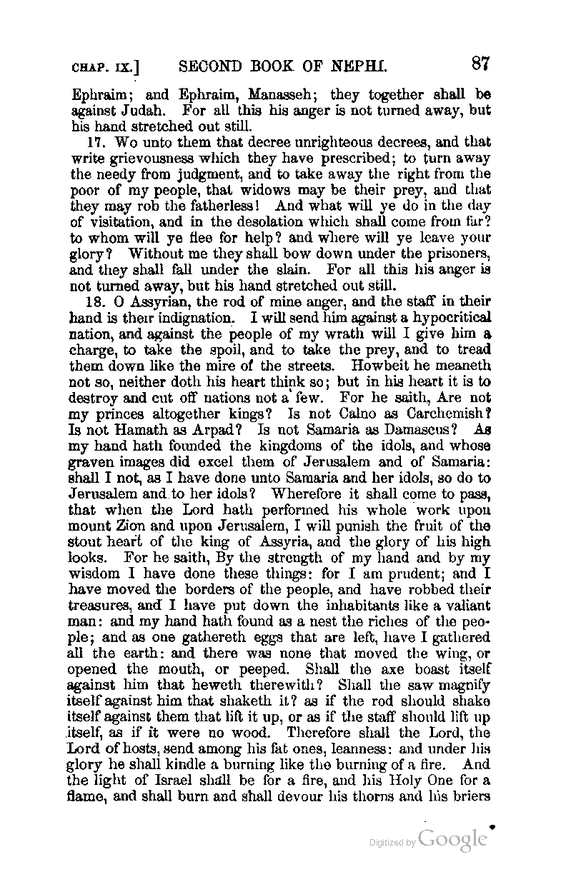 CHAP. IX.] SECOND BOOK OF NEPHI. 87
Ephraim; and Ephraim, Manasseh; they together shall be
against Judah. For all this his anger is not turned away, but
his hand stretched out still.
17. Wo unto them that decree unrighteous decrees, and that
write grievousness which they have prescribed; to turn away
the needy from judgment, and to take away the right from the
poor of my people, that widows may be their prey, and that
they may rob the fatherless! And what will ye do in the day
of visitation, and in the desolation which shall come from far?
to whom will ye flee for help? and where will ye leave your
glory? Without me they shall bow down under the prisoners,
and they shall fall under the slain. For all this his anger is
not turned away, but his hand stretched out still.
18. O Assyrian, the rod of mine anger, and the staff in their
hand is their indignation. I will send him against a hypocritical
nation, and against the people of my wrath will I give him a
charge, to take the spoil, and to take the prey, and to tread
them down like the mire of the streets. Howbeit he meaneth
not so, neither doth his heart think so; but in his heart it is to
destroy and cut off nations not a few. For he saith, Are not
my princes altogether kings? Is not Calno as Carchemish?
Is not Hamath as Arpad? Is not Samaria as Damascus? As
my hand hath founded the kingdoms of the idols, and whose
graven images did excel them of Jerusalem and of Samaria:
shall I not, as I have done unto Samaria and her idols, so do to
Jerusalem and to her idols? Wherefore it shall come to pass,
that when the Lord hath performed his whole work upon
mount Zion and upon Jerusalem, I will punish the fruit of the
stout heart of the king of Assyria, and the glory of his high
looks. For he saith, By the strength of my hand and by my
wisdom I have done these things: for I am prudent; and I
have moved the borders of the people, and have robbed their
treasures, and I have put down the inhabitants like a valiant
man: and my hand hath found as a nest the riches of the peo-
ple; and as one gathereth eggs that are left, have I gathered
all the earth: and there was none that moved the wing, or
opened the mouth, or peeped. Shall the axe boast itself
against him that heweth therewith? Shall the saw magnify
itself against him that shaketh it? as if the rod should shake
itself against them that lift it up, or as if the staff should lift up
itself, as if it were no wood. Therefore shall the Lord, the
Lord of hosts, send among his fat ones, leanness: and under his
glory he shall kindle a burning like the burning of a fire. And
the light of Israel shall be for a fire, and his Holy One for a
flame, and shall burn and shall devour his thorns and his briers
Digitized by Google